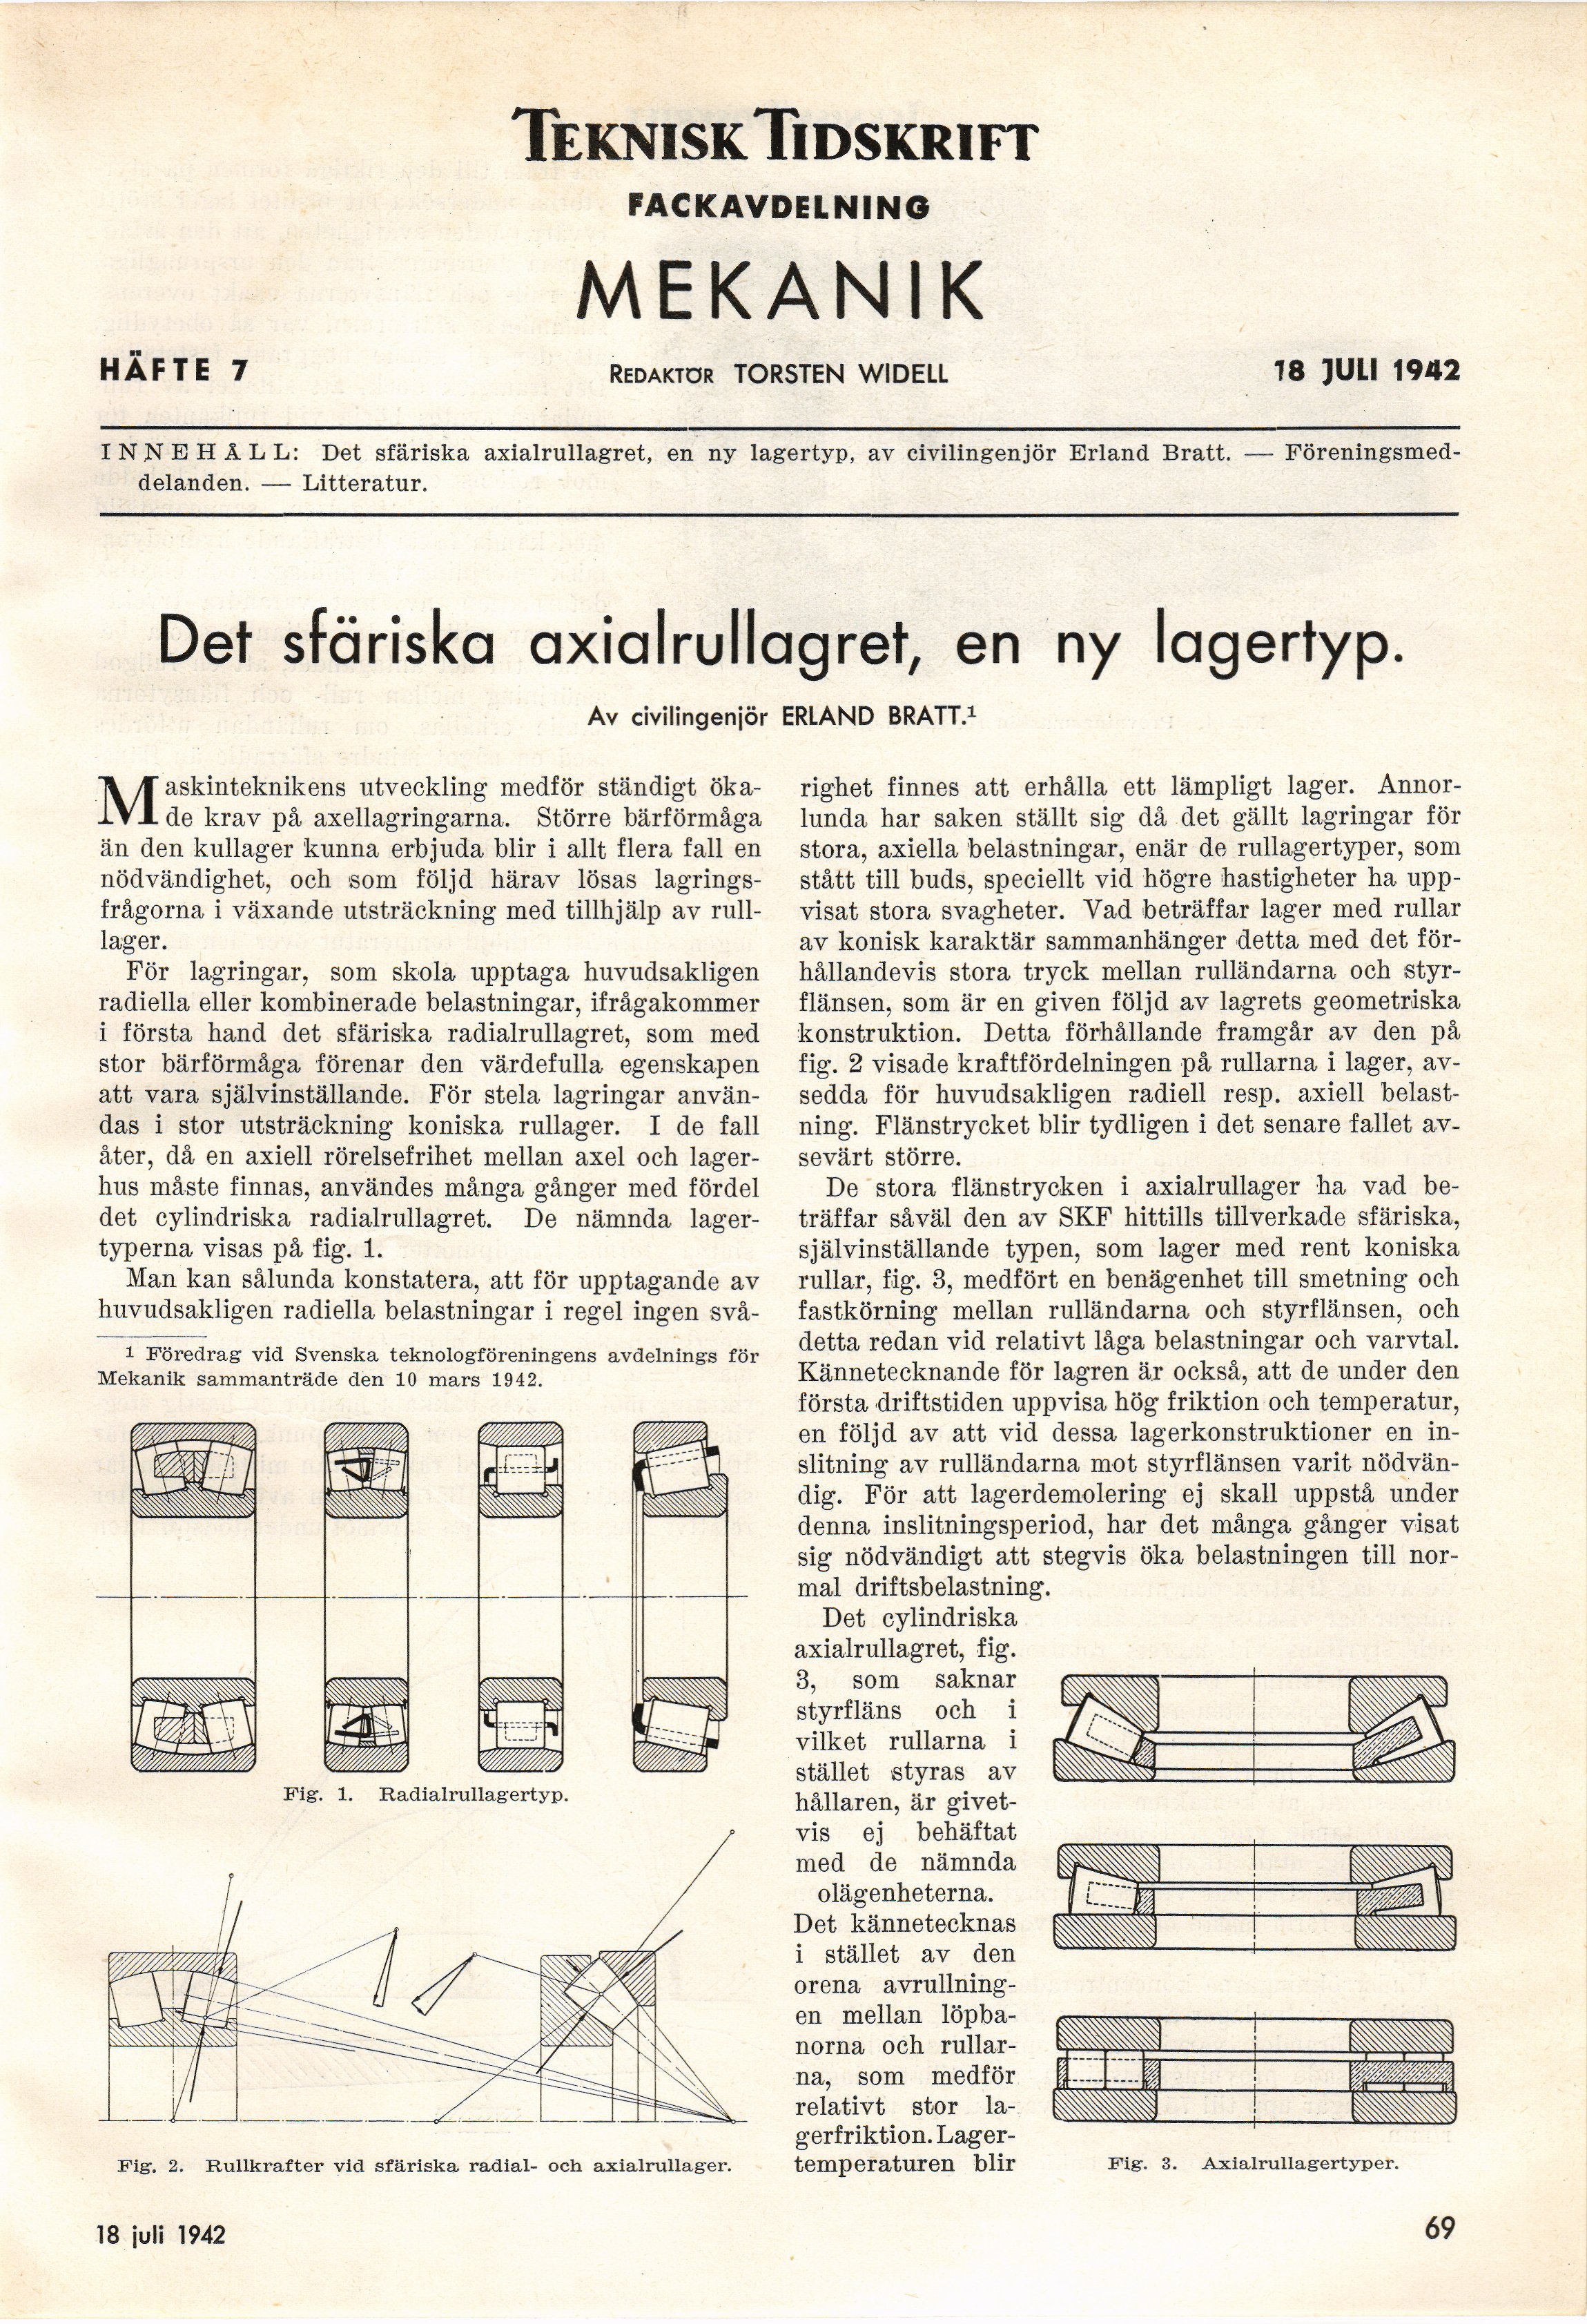 TEKNISK TIDSKRIFT
FACKAVDELNING
MEKANIK
HÄFTE 7 REDAKTÖR TORSTEN WIDELL 18 JULI 1942
INNEHÅLL: Det sfäriska axialrullagret, en ny lagertyp, av civilingenjör Erland Bratt. — Föreningsmed-
delanden. — Litteratur.
Det sfäriska axialrullagret, en ny lagertyp.
Av civilingenjör ERLAND BRATT.¹
Maskinteknikens utveckling medför ständigt öka-
de krav på axellagringarna. Större bärförmåga
än den kullager kunna erbjuda blir i allt flera fall en
nödvändighet, och som följd härav lösas lagrings-
frågorna i växande utsträckning med tillhjälp av rull-
lager.
För lagringar, som skola upptaga huvudsakligen
radiella eller kombinerade belastningar, ifrågakommer
i första hand det sfäriska radialrullagret, som med
stor bärförmåga förenar den värdefulla egenskapen
att vara självinställande. För stela lagringar använ-
das i stor utsträckning koniska rullager. I de fall
åter, då en axiell rörelsefrihet mellan axel och lager-
hus måste finnas, användes många gånger med fördel
det cylindriska radialrullagret. De nämnda lager-
typerna visas på fig. 1.
Man kan sålunda konstatera, att för upptagande av
huvudsakligen radiella belastningar i regel ingen svå-
¹ Föredrag vid Svenska teknologföreningens avdelnings för
Mekanik sammanträde den 10 mars 1942.
Fig. 1. Radialrullagertyp.
Fig. 2. Rullkrafter vid sfäriska radial- och axialrullager.
righet finnes att erhålla ett lämpligt lager. Annor-
lunda har saken ställt sig då det gällt lagringar för
stora, axiella belastningar, enär de rullagertyper, som
stått till buds, speciellt vid högre hastigheter ha upp-
visat stora svagheter. Vad beträffar lager med rullar
av konisk karaktär sammanhänger detta med det för-
hållandevis stora tryck mellan rulländarna och styr-
flänsen, som är en given följd av lagrets geometriska
konstruktion. Detta förhållande framgår av den på
fig. 2 visade kraftfördelningen på rullarna i lager, av-
sedda för huvudsakligen radiell resp. axiell belast-
ning. Flänstrycket blir tydligen i det senare fallet av-
sevärt större.
De stora flänstrycken i axialrullager ha vad be-
träffar såväl den av SKF hittills tillverkade sfäriska,
självinställande typen, som lager med rent koniska
rullar, fig. 3, medfört en benägenhet till smetning och
fastkörning mellan rulländarna och styrflänsen, och
detta redan vid relativt låga belastningar och varvtal.
Kännetecknande för lagren är också, att de under den
första driftstiden uppvisa hög friktion och temperatur,
en följd av att vid dessa lagerkonstruktioner en in-
slitning av rulländarna mot styrflänsen varit nödvän-
dig. För att lagerdemolering ej skall uppstå under
denna inslitningsperiod, har det många gånger visat
sig nödvändigt att stegvis öka belastningen till nor-
mal driftsbelastning.
Det cylindriska
axialrullagret, fig.
3, som saknar
styrfläns och i
vilket rullarna i
stället styras av
hållaren, är givet-
vis ej behäftat
med de nämnda
olägenheterna.
Det kännetecknas
i stället av den
orena avrullning-
en mellan löpba-
norna och rullar-
na, som medför
relativt stor la-
gerfriktion. Lager-
temperaturen blir
Fig. 3. Axialrullagertyper.
18 juli 1942 69